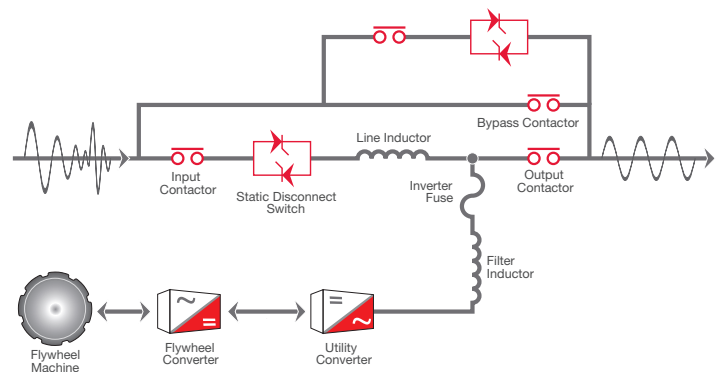 Bypass Contactor
Line Inductor
Input
Contactor
Static Disconnect
Switch
Inverter
Fuse
Output
Contactor
Filter
Inductor
Flywheel
Machine
Flywheel
Converter
Utility
Converter